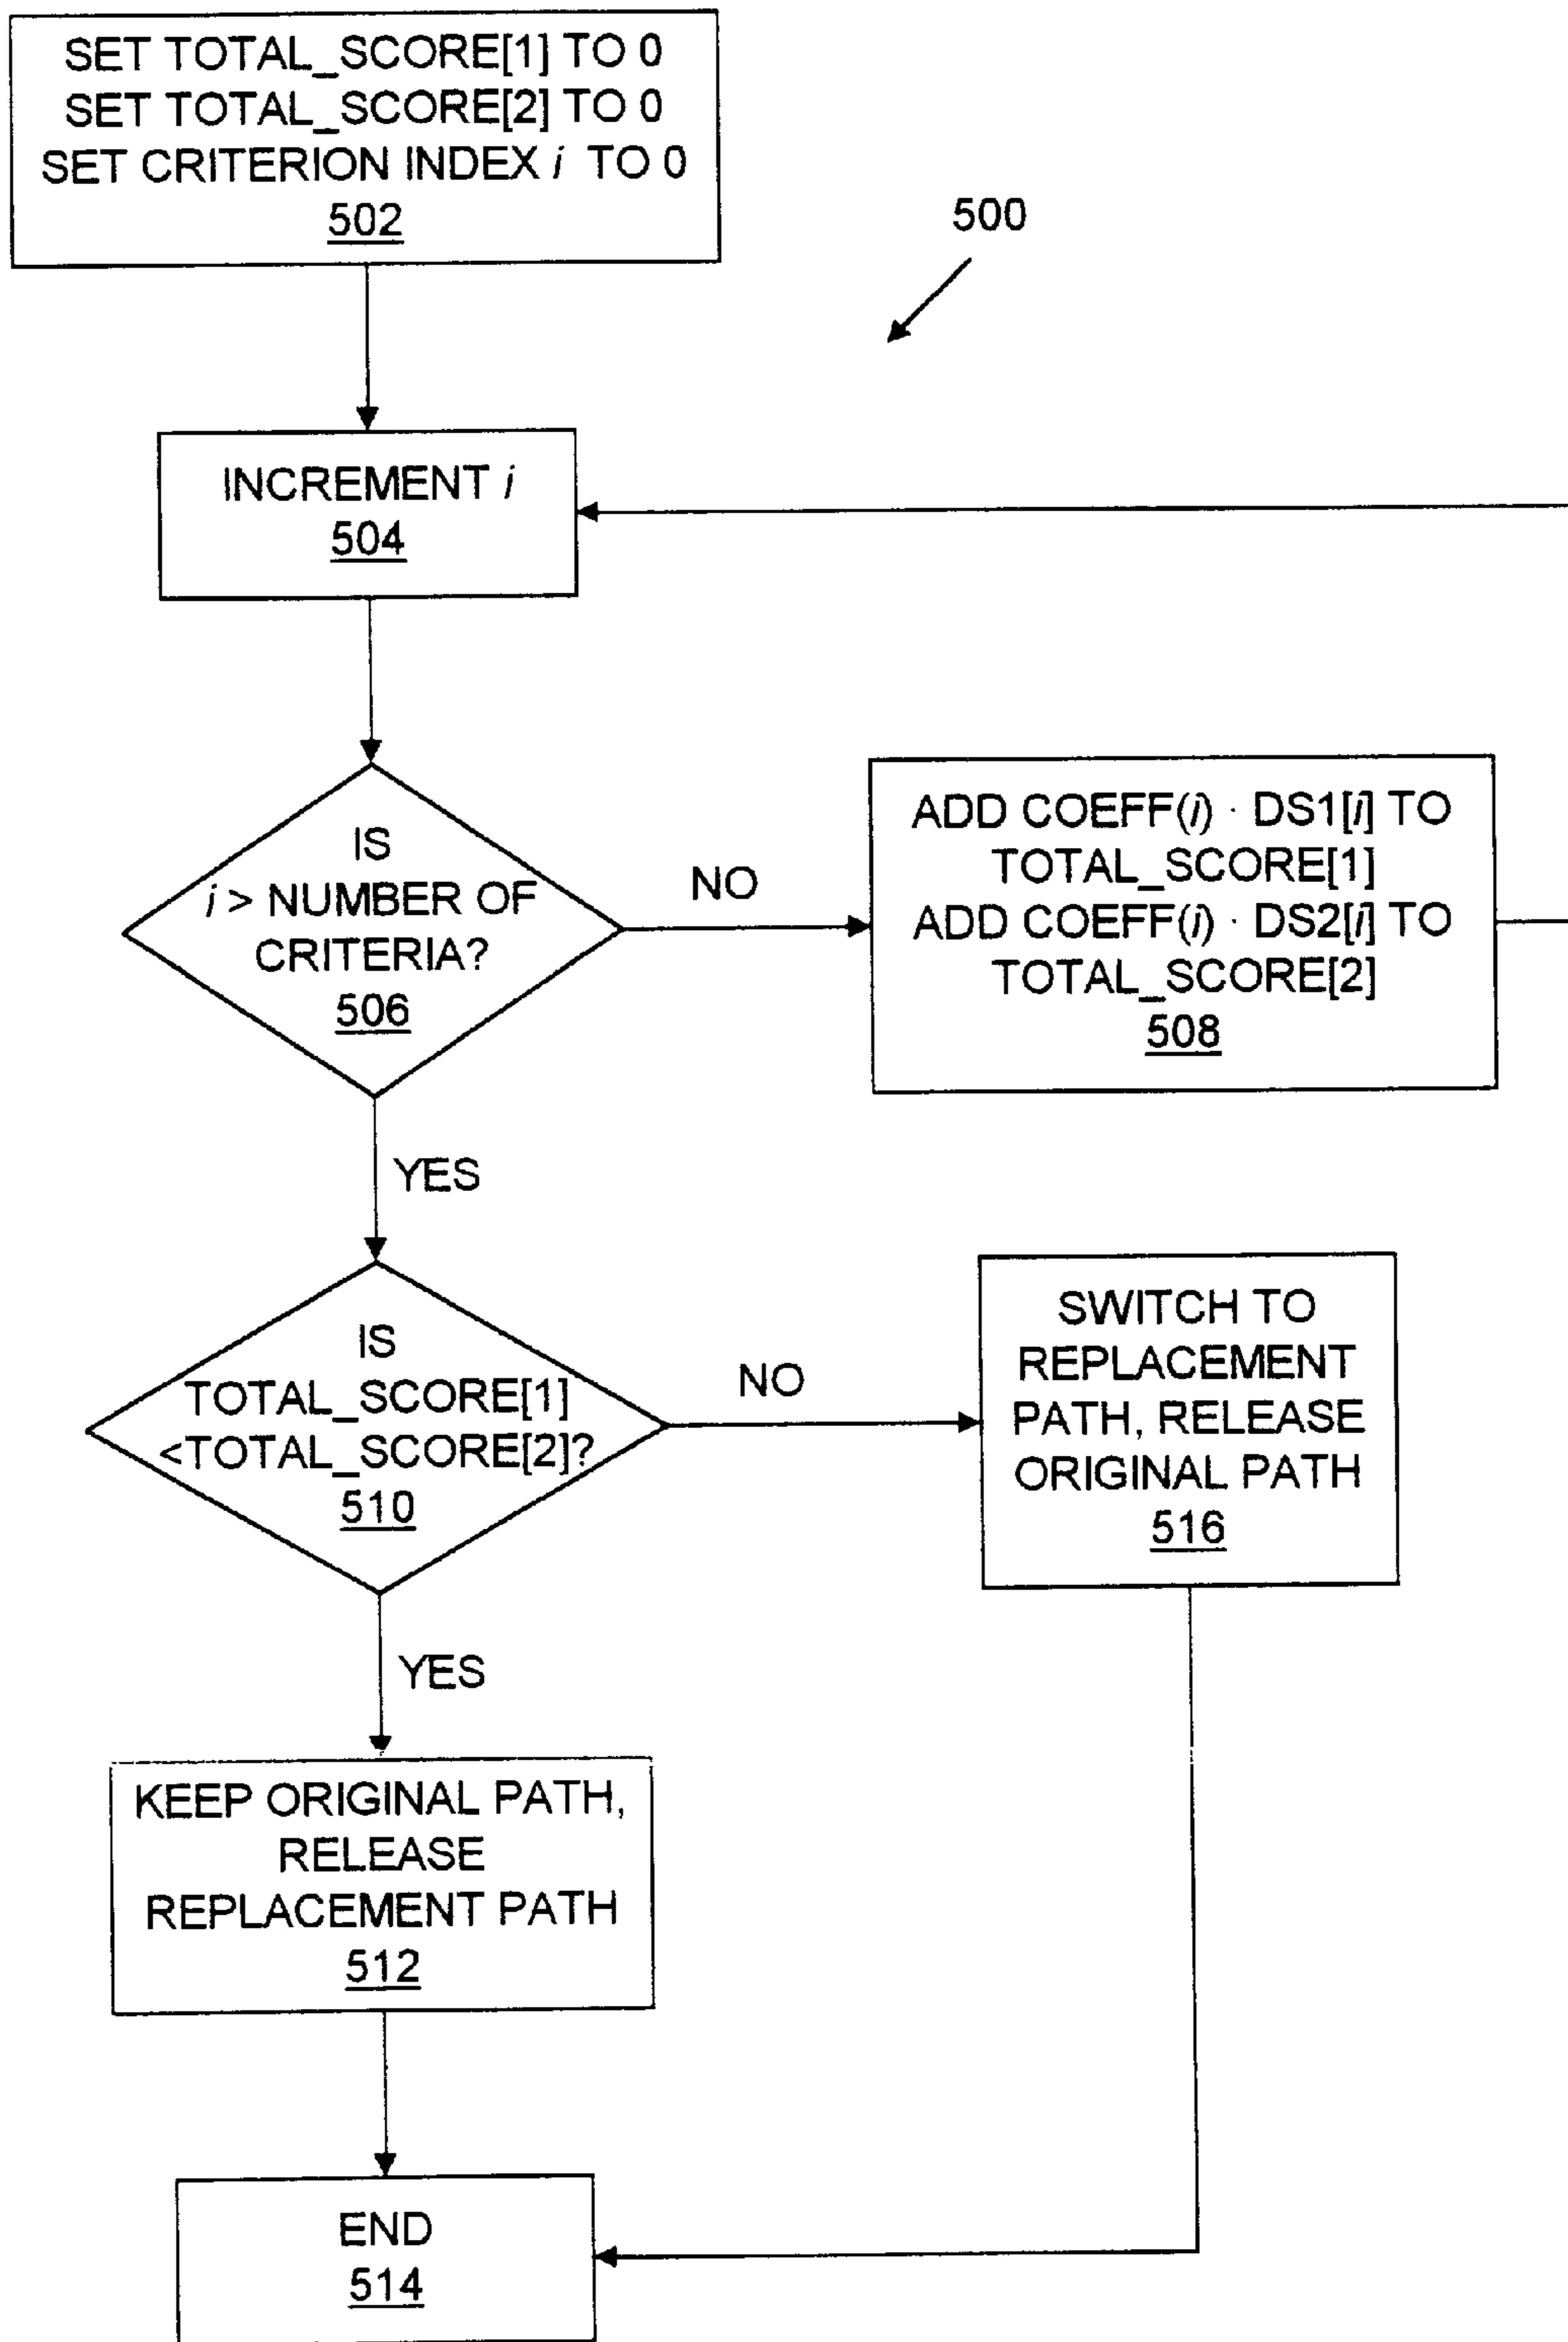 SET TOTAL_SCORE[1] TO 0
SET TOTAL_SCORE[2] TO 0
SET CRITERION INDEX i TO 0
502
500
INCREMENT i
504
IS
i > NUMBER OF
CRITERIA?
506
NO
ADD COEFF(i) · DS1[i] TO
TOTAL_SCORE[1]
ADD COEFF(i) · DS2[i] TO
TOTAL_SCORE[2]
508
YES
IS
TOTAL_SCORE[1]
<TOTAL_SCORE[2]?
510
NO
SWITCH TO
REPLACEMENT
PATH, RELEASE
ORIGINAL PATH
516
YES
KEEP ORIGINAL PATH,
RELEASE
REPLACEMENT PATH
512
END
514